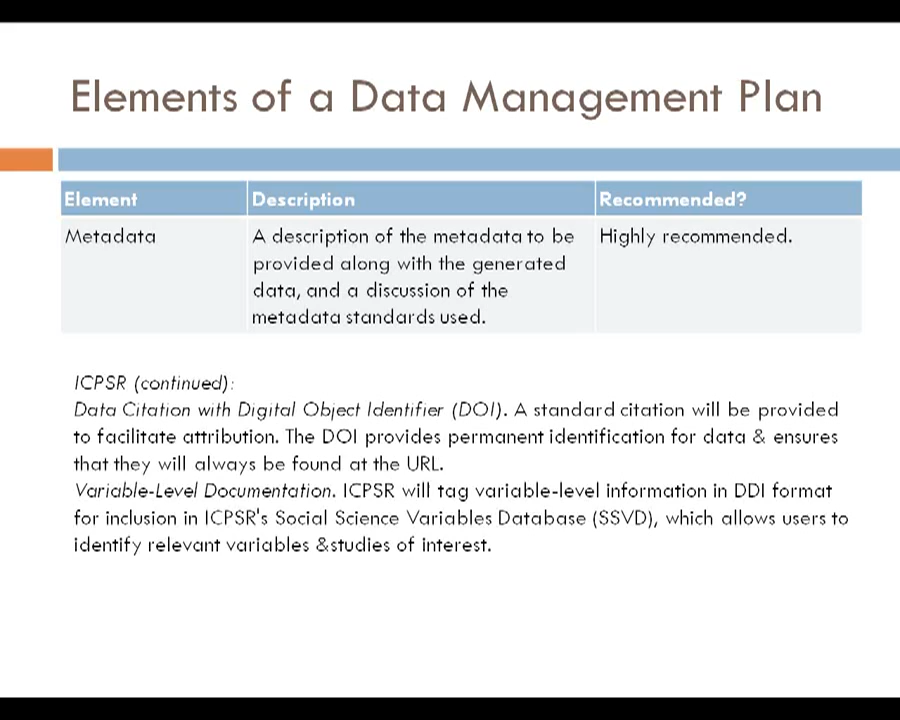 Elements of a Data Management Plan
Element Description Recommended?
Metadata A description of the metadata to be Highly recommended.
provided along with the generated
data, and a discussion of the
metadata standards used.
ICPSR (continued):
Data Citation with Digital Object Identifier (DOI). A standard citation will be provided
to facilitate attribution. The DOI provides permanent identification for data & ensures
that they will always be found at the URL.
Variable-Level Documentation. ICPSR will tag variable-level information in DDI format
for inclusion in ICPSR's Social Science Variables Database (SSVD), which allows users to
identify relevant variables &studies of interest.